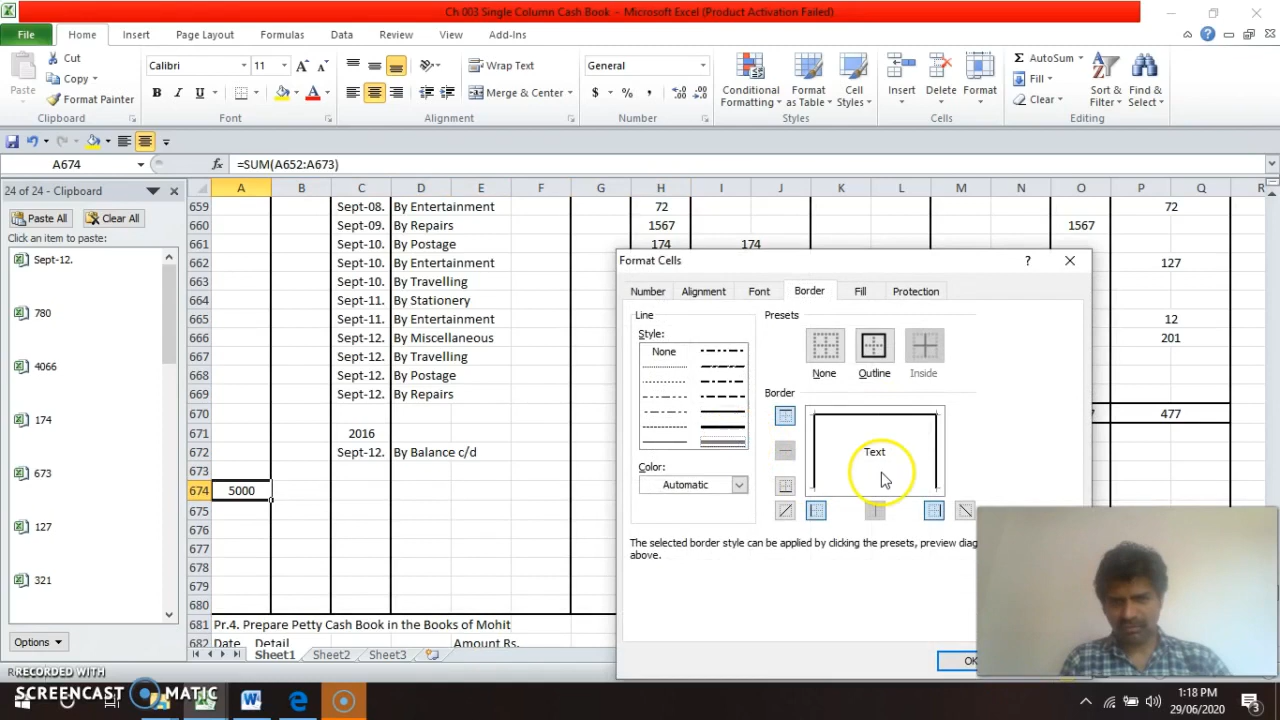 Ch 003 Single Column Cash Book - Microsoft Excel (Product Activation Failed)
File Home Insert Page Layout Formulas Data Review View Add-Ins
Cut
Copy
Format Painter
Paste
Clipboard
Calibri 11
B I U
Font
Wrap Text
Merge & Center
Alignment
General
$ % ,
Number
Conditional Formatting
Format as Table
Cell Styles
Styles
Insert Delete Format
Cells
AutoSum
Fill
Clear
Sort & Filter
Find & Select
Editing
A674 fx =SUM(A652:A673)
24 of 24 - Clipboard
Paste All Clear All
Click an item to paste:
Sept-12.
780
4066
174
673
127
321
Options
A B C D E F G H I J K L M N O P Q R
659 Sept-08. By Entertainment 72 72
660 Sept-09. By Repairs 1567 1567
661 Sept-10. By Postage 174 174
662 Sept-10. By Entertainment 127
663 Sept-10. By Travelling
664 Sept-11. By Stationery
665 Sept-11. By Entertainment 12
666 Sept-12. By Miscellaneous 201
667 Sept-12. By Travelling
668 Sept-12. By Postage
669 Sept-12. By Repairs
670 477
671 2016
672 Sept-12. By Balance c/d
673
674 5000
675
676
677
678
679
680
681 Pr.4. Prepare Petty Cash Book in the Books of Mohit
682 Date Detail Amount Rs.
Sheet1 Sheet2 Sheet3
Format Cells
Number Alignment Font Border Fill Protection
Line
Style:
None
Color:
Automatic
Presets
None Outline Inside
Border
Text
The selected border style can be applied by clicking the presets, preview diag
above.
OK
RECORDED WITH
SCREENCAST MATIC
1:18 PM
29/06/2020
3